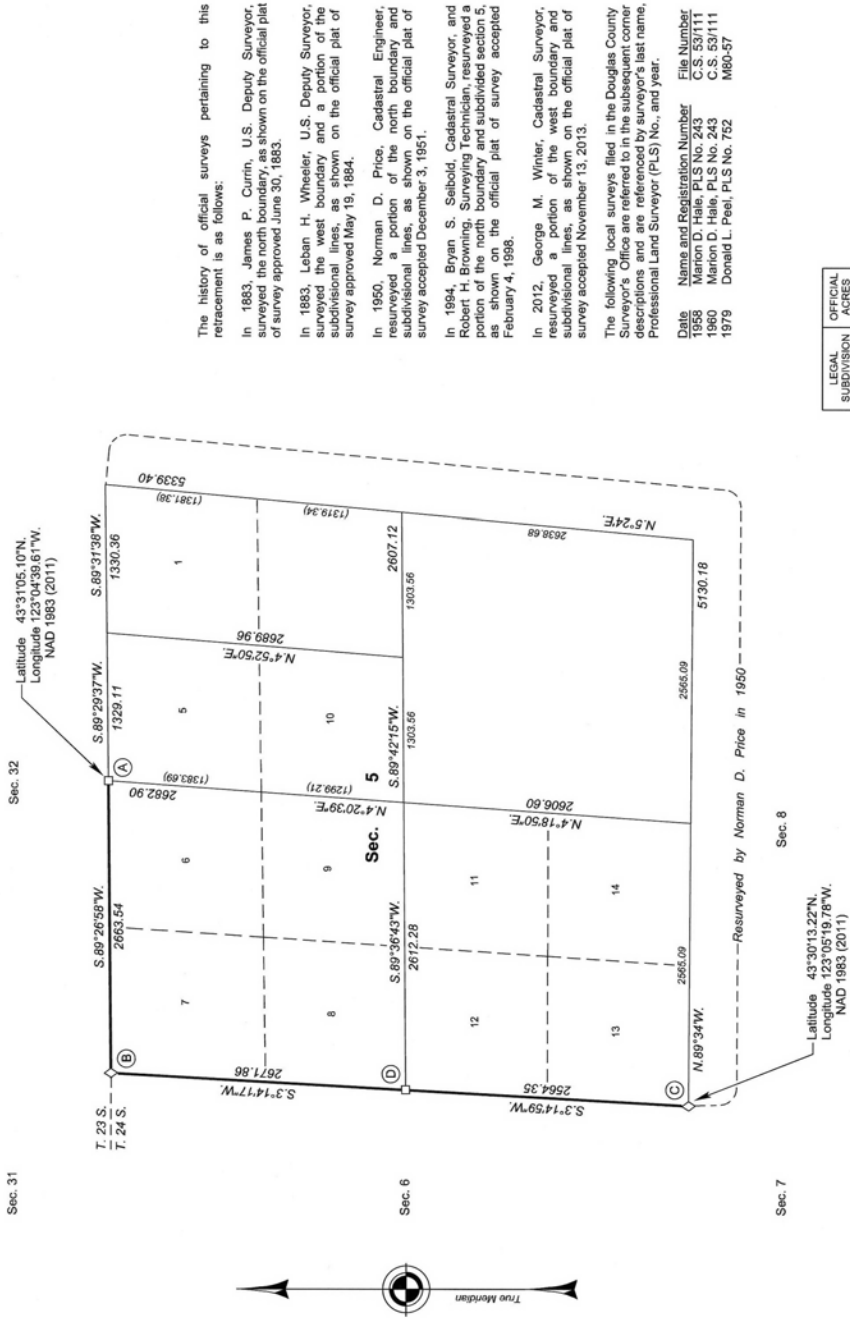 Sec. 31
Sec. 32
Latitude 43°31'05.10"N.
Longitude 123°04'39.61"W.
NAD 1983 (2011)
T. 23 S.
T. 24 S.
B
S.89°26'58"W.
2663.54
A
S.89°29'37"W.
1329.11
S.89°31'38"W.
1330.36
7
6
5
1
S.3°14'17"W.
2671.86
2682.90
(1383.69)
N.4°20'39"E.
(1299.21)
N.4°52'50"E.
2689.96
5339.40
(1381.38)
(1319.34)
8
9
10
Sec. 6
D
S.89°36'43"W.
2612.28
Sec. 5
S.89°42'15"W.
1303.56
1303.56
2607.12
12
11
S.3°14'59"W.
2564.35
N.4°18'50"E.
2606.60
2638.68
N.5°24'E.
13
14
C
N.89°34'W.
2565.09
2565.09
5130.18
Resurveyed by Norman D. Price in 1950
Sec. 7
Sec. 8
Latitude 43°30'13.22"N.
Longitude 123°05'19.78"W.
NAD 1983 (2011)
True Meridian
The history of official surveys pertaining to this
retracement is as follows:
In 1883, James P. Currin, U.S. Deputy Surveyor,
surveyed the north boundary, as shown on the official plat
of survey approved June 30, 1883.
In 1883, Leban H. Wheeler, U.S. Deputy Surveyor,
surveyed the west boundary and a portion of the
subdivisional lines, as shown on the official plat of
survey approved May 19, 1884.
In 1950, Norman D. Price, Cadastral Engineer,
resurveyed a portion of the north boundary and
subdivisional lines, as shown on the official plat of
survey accepted December 3, 1951.
In 1994, Bryan S. Seibold, Cadastral Surveyor, and
Robert H. Browning, Surveying Technician, resurveyed a
portion of the north boundary and subdivided section 5,
as shown on the official plat of survey accepted
February 4, 1998.
In 2012, George M. Winter, Cadastral Surveyor,
resurveyed a portion of the west boundary and
subdivisional lines, as shown on the official plat of
survey accepted November 13, 2013.
The following local surveys filed in the Douglas County
Surveyor's Office are referred to in the subsequent corner
descriptions and are referenced by surveyor's last name,
Professional Land Surveyor (PLS) No., and year.
Date Name and Registration Number File Number
1958 Marion D. Hale, PLS No. 243 C.S. 53/111
1960 Marion D. Hale, PLS No. 243 C.S. 53/111
1979 Donald L. Peel, PLS No. 752 M80-57
LEGAL SUBDIVISION
OFFICIAL ACRES